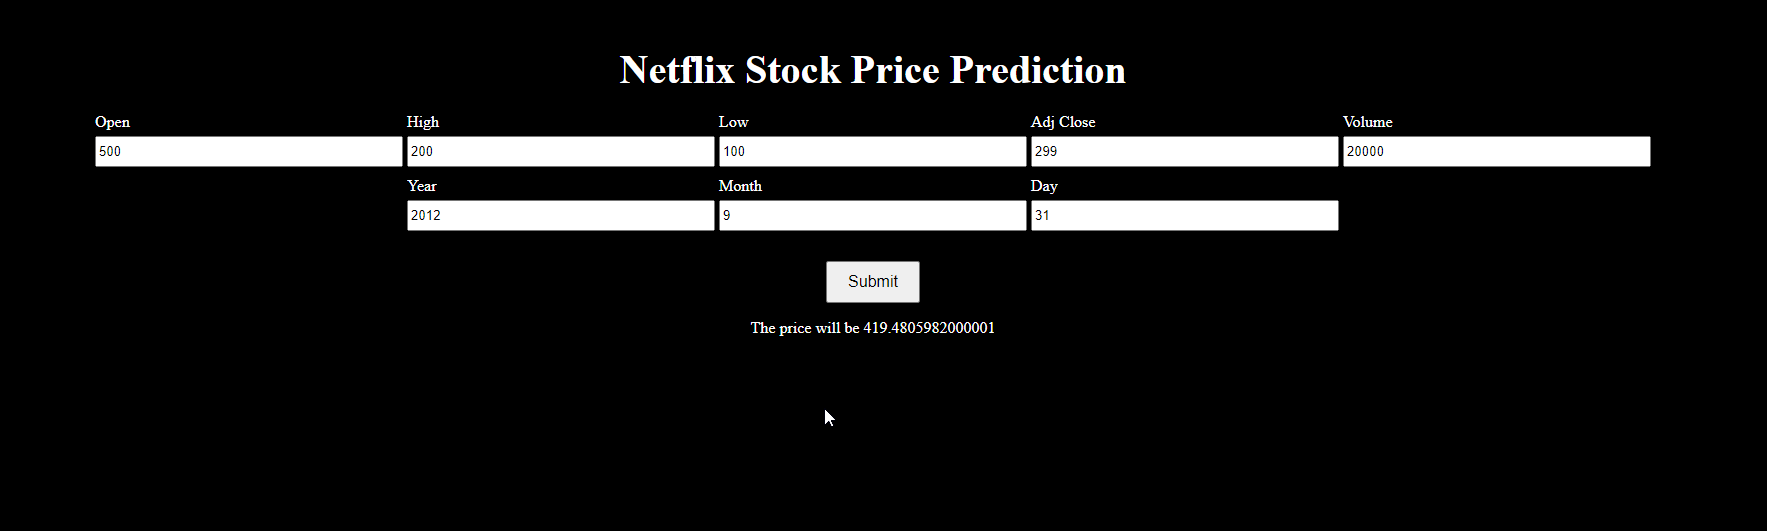 Netflix Stock Price Prediction
Open High Low Adj Close Volume
500 200 100 299 20000
Year Month Day
2012 9 31
Submit
The price will be 419.4805982000001